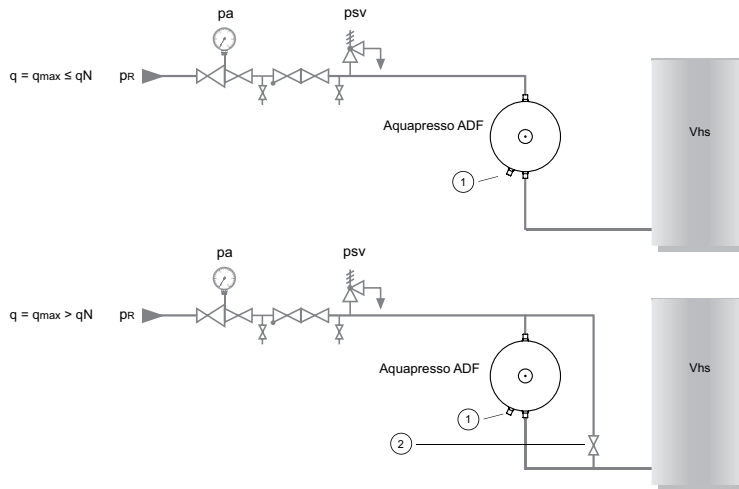 pa psv
q = qmax ≤ qN pR
Aquapresso ADF
Vhs
1
pa psv
q = qmax > qN pR
Aquapresso ADF
Vhs
1
2